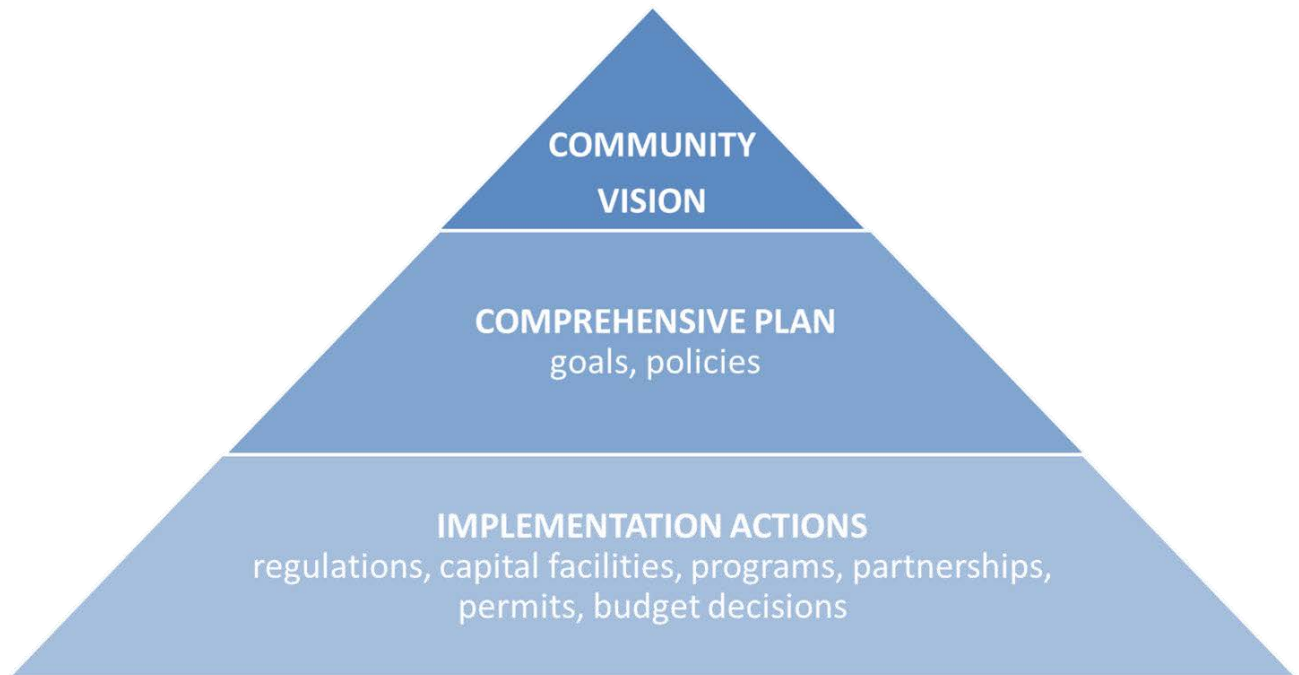 COMMUNITY
VISION
COMPREHENSIVE PLAN
goals, policies
IMPLEMENTATION ACTIONS
regulations, capital facilities, programs, partnerships,
permits, budget decisions